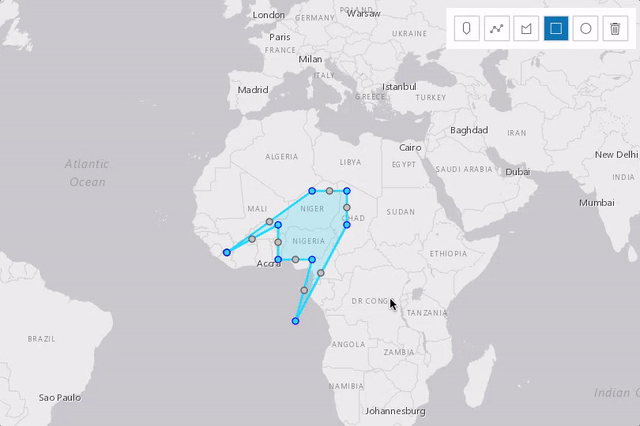 POLAND
London
Warsaw
GERMANY
UKRAINE
Paris
FRANCE
Milan
ITALY
Istanbul
Madrid
GREECE
TURKEY
Baghdad
IRAN
Cairo
New Delhi
ALGERIA
LIBYA
EGYPT
SAUDI ARABIA
Dubai
INDIA
Atlantic
Ocean
Mumbai
MALI
NIGER
CHAD
SUDAN
NIGERIA
ETHIOPIA
Accra
DR CONGO
TANZANIA
BRAZIL
ANGOLA
ZAMBIA
NAMIBIA
Indian
Sao Paulo
Johannesburg